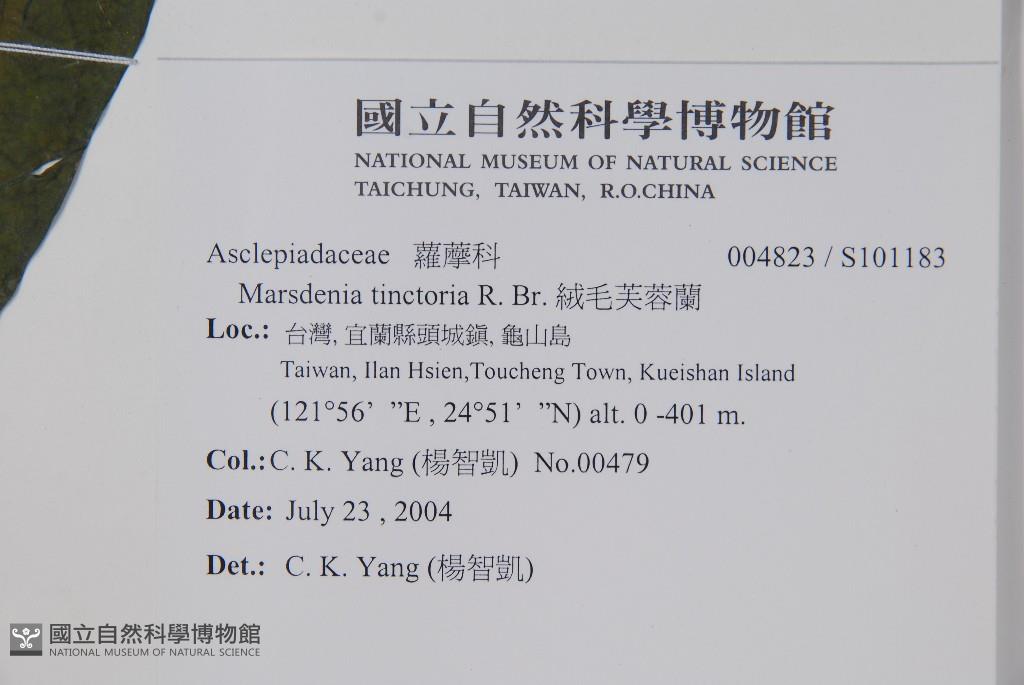 國立自然科學博物館
NATIONAL MUSEUM OF NATURAL SCIENCE
TAICHUNG, TAIWAN, R.O.CHINA
Asclepiadaceae 蘿藦科 004823 / S101183
Marsdenia tinctoria R. Br. 絨毛芙蓉蘭
Loc.: 台灣, 宜蘭縣頭城鎮, 龜山島
Taiwan, Ilan Hsien,Toucheng Town, Kueishan Island
(121°56’ ”E , 24°51’ ”N) alt. 0 -401 m.
Col.: C. K. Yang (楊智凱) No.00479
Date: July 23 , 2004
Det.: C. K. Yang (楊智凱)
國立自然科學博物館
NATIONAL MUSEUM OF NATURAL SCIENCE